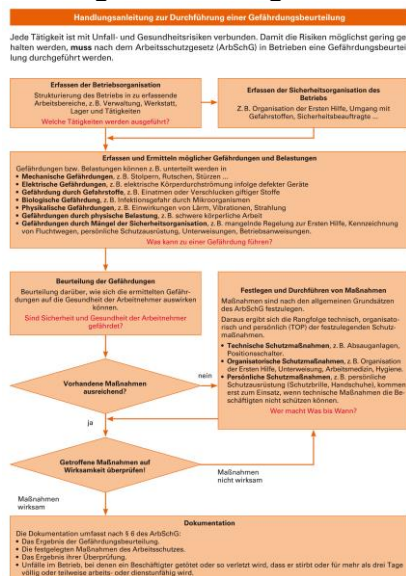 Handlungsanleitung zur Durchführung einer Gefährdungsbeurteilung
Jede Tätigkeit ist mit Unfall- und Gesundheitsrisiken verbunden. Damit die Risiken möglichst gering ge
halten werden, muss nach dem Arbeitsschutzgesetz (ArbSchG) in Betrieben eine Gefährdungsbeurtei
lung durchgeführt werden.
Erfassen der Betriebsorganisation
Strukturierung des Betriebs in zu erfassende
Arbeitsbereiche, z.B. Verwaltung, Werkstatt,
Lager und Tätigkeiten
Welche Tätigkeiten werden ausgeführt?
Erfassen der Sicherheitsorganisation des
Betriebs
Z.B. Organisation der Ersten Hilfe, Umgang mit
Gefahrstoffen, Sicherheitsbeauftragte ...
Erfassen und Ermitteln möglicher Gefährdungen und Belastungen
Gefährdungen bzw. Belastungen können z.B. unterteilt werden in
• Mechanische Gefährdungen, z.B. Stolpern, Rutschen, Stürzen ...
• Elektrische Gefährdungen, z.B. elektrische Körperdurchströmung infolge defekter Geräte
• Gefährdung durch Gefahrstoffe, z.B. Einatmen oder Verschlucken giftiger Stoffe
• Biologische Gefährdung, z.B. Infektionsgefahr durch Mikroorganismen
• Physikalische Gefährdungen, z.B. Einwirkungen von Lärm, Vibrationen, Strahlung
• Gefährdungen durch physische Belastung, z.B. schwere körperliche Arbeit
• Gefährdungen durch Mängel der Sicherheitsorganisation, z.B. mangelnde Regelung zur Ersten Hilfe, Kennzeichnung
von Fluchtwegen, persönliche Schutzausrüstung, Unterweisungen, Betriebsanweisungen.
Was kann zu einer Gefährdung führen?
Beurteilung der Gefährdungen
Beurteilung darüber, wie sich die ermittelten Gefähr-
dungen auf die Gesundheit der Arbeitnehmer auswirken
können.
Sind Sicherheit und Gesundheit der Arbeitnehmer
gefährdet?
Festlegen und Durchführen von Maßnahmen
Maßnahmen sind nach den allgemeinen Grundsätzen
des ArbSchG festzulegen.
Daraus ergibt sich die Rangfolge technisch, organisato-
risch und persönlich (TOP) der festzulegenden Schutz-
maßnahmen.
• Technische Schutzmaßnahmen, z.B. Absauganlagen,
Positionsschalter.
• Organisatorische Schutzmaßnahmen, z.B. Organisation
der Ersten Hilfe, Unterweisung, Arbeitsmedizin, Hygiene.
• Persönliche Schutzmaßnahmen, z.B. persönliche
Schutzausrüstung (Schutzbrille, Handschuhe), kommen
erst zum Einsatz, wenn technische Maßnahmen die Be-
schäftigten nicht schützen können.
Wer macht Was bis Wann?
Vorhandene Maßnahmen
ausreichend?
nein
ja
Getroffene Maßnahmen auf
Wirksamkeit überprüfen!
Maßnahmen
nicht wirksam
Maßnahmen
wirksam
Dokumentation
Die Dokumentation umfasst nach § 6 des ArbSchG:
• Das Ergebnis der Gefährdungsbeurteilung.
• Die festgelegten Maßnahmen des Arbeitsschutzes.
• Das Ergebnis ihrer Überprüfung.
• Unfälle im Betrieb, bei denen ein Beschäftigter getötet oder so verletzt wird, dass er stirbt oder für mehr als drei Tage
völlig oder teilweise arbeits- oder dienstunfähig wird.